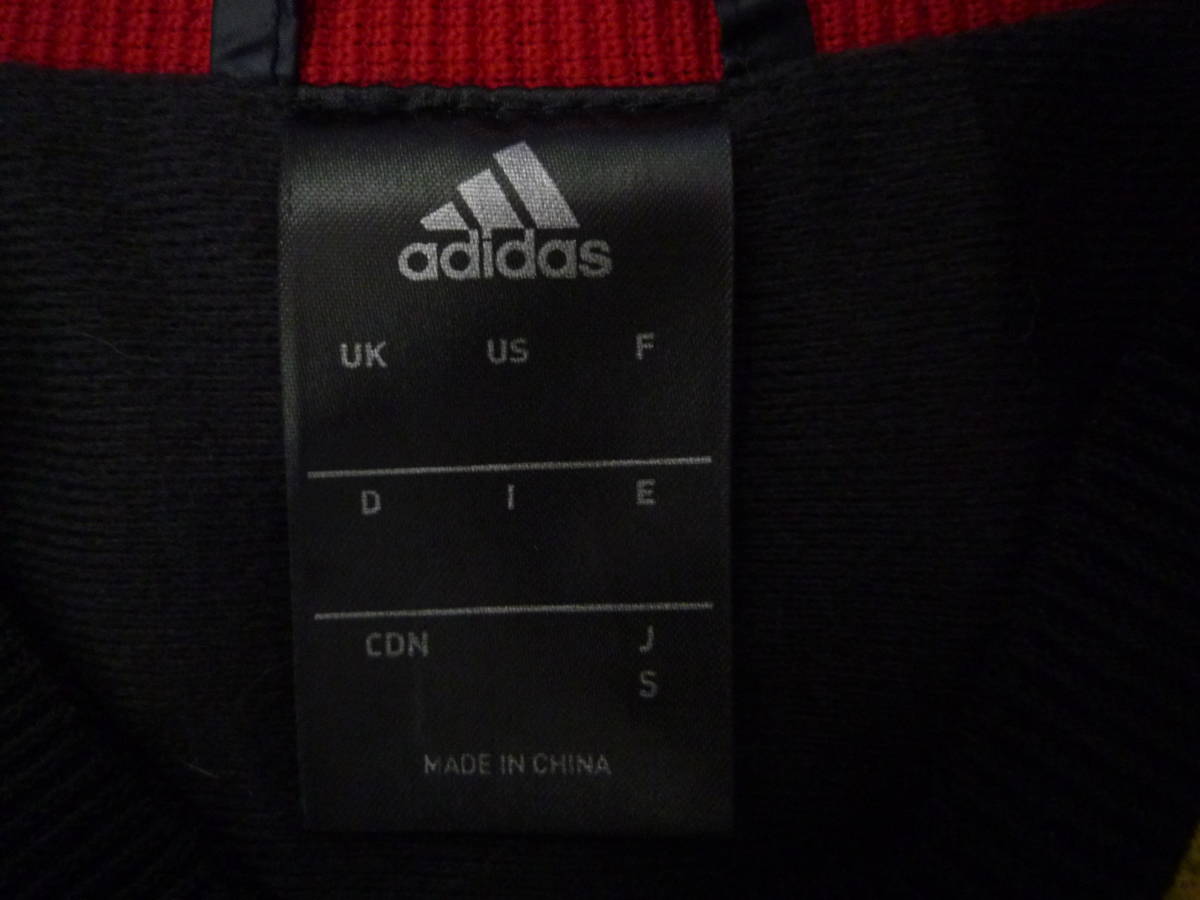 adidas
UK US F
D I E
CDN J
S
MADE IN CHINA